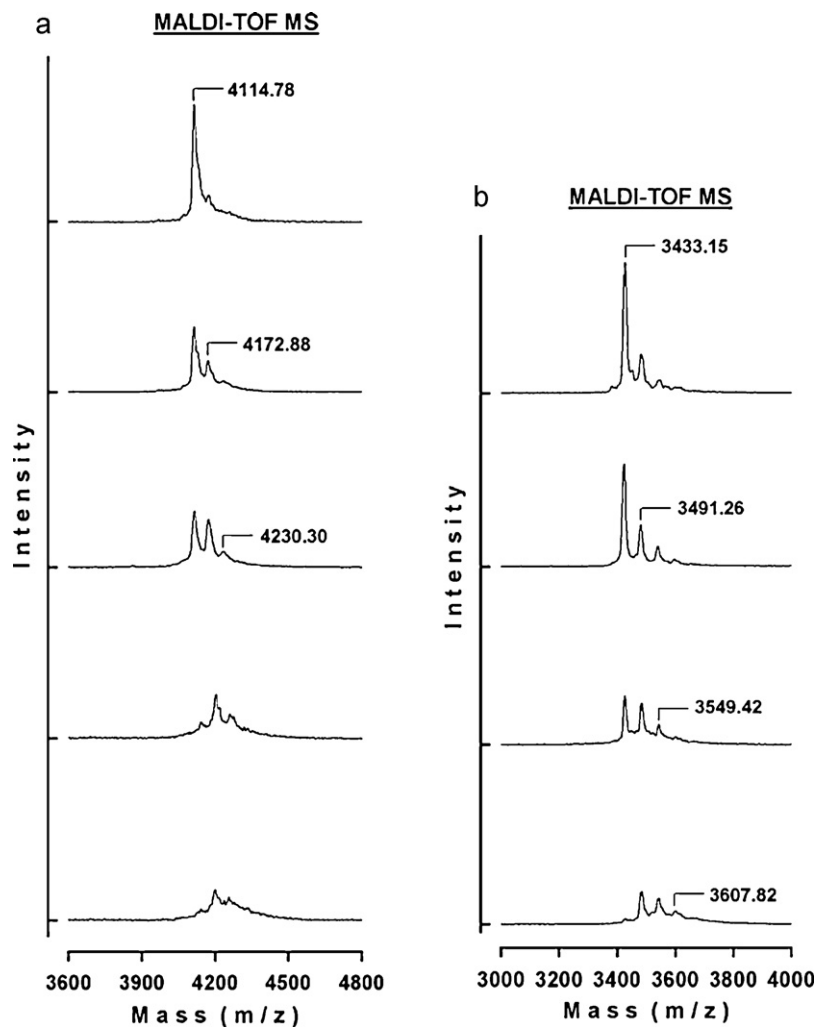 a
MALDI-TOF MS
4114.78
4172.88
4230.30
Intensity
3600 3900 4200 4500 4800
Mass (m/z)
b
MALDI-TOF MS
3433.15
3491.26
3549.42
3607.82
Intensity
3000 3200 3400 3600 3800 4000
Mass (m/z)